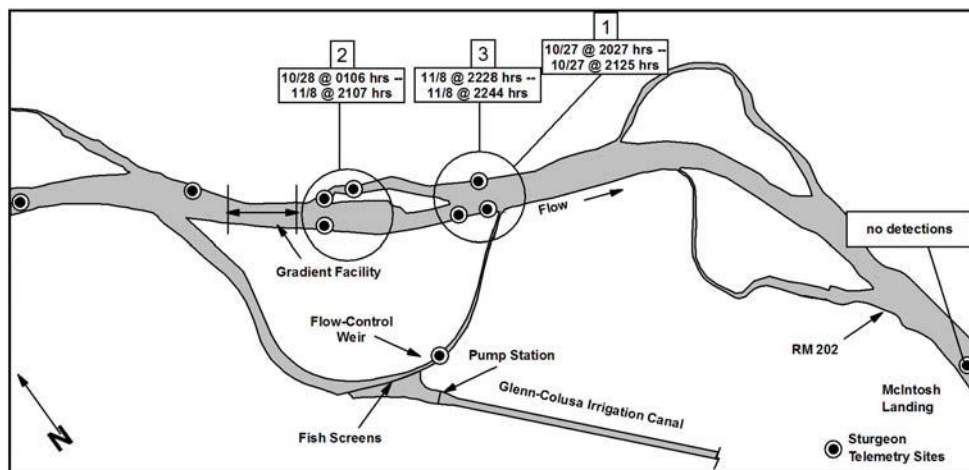 1
10/27 @ 2027 hrs --
10/27 @ 2125 hrs
2
10/28 @ 0106 hrs --
11/8 @ 2107 hrs
3
11/8 @ 2228 hrs --
11/8 @ 2244 hrs
Flow
no detections
Gradient Facility
Flow-Control
Weir
Pump Station
RM 202
Glenn-Colusa Irrigation Canal
McIntosh
Landing
N
Fish Screens
Sturgeon
Telemetry Sites